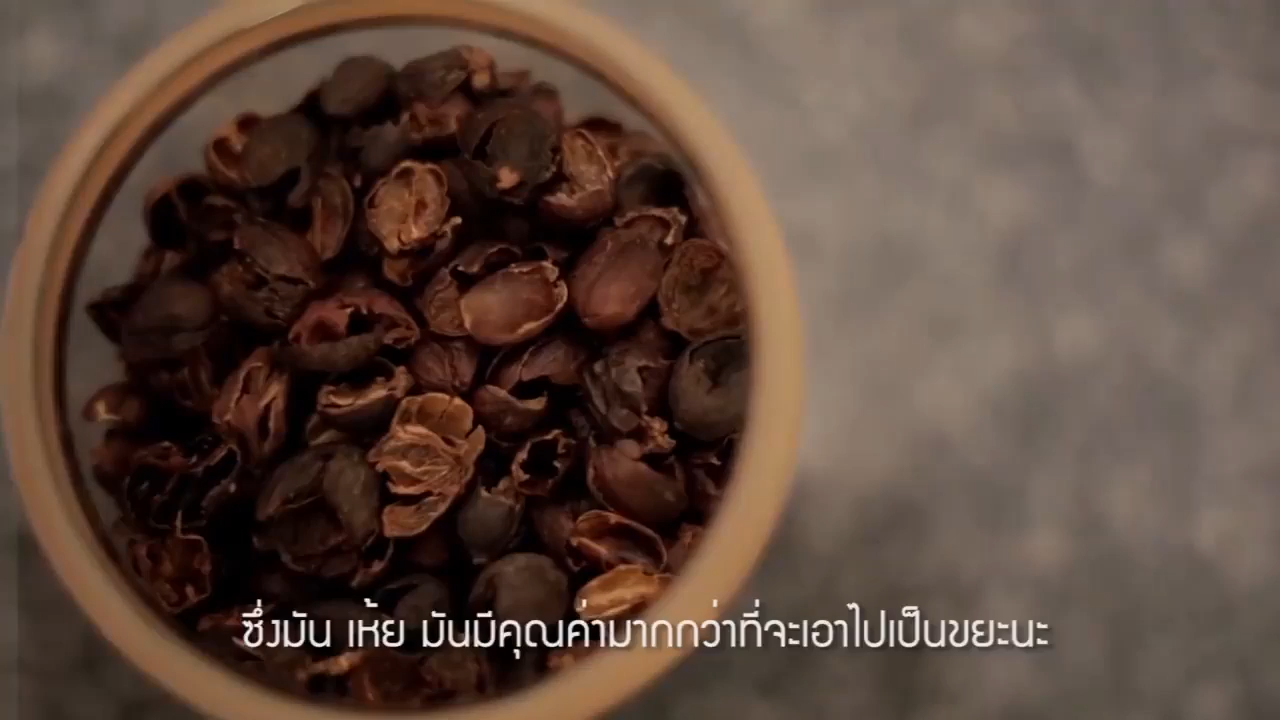 ซึ่งมัน เห้ย มันมีคุณค่ามากกว่าที่จะเอาไปเป็นขยะนะ